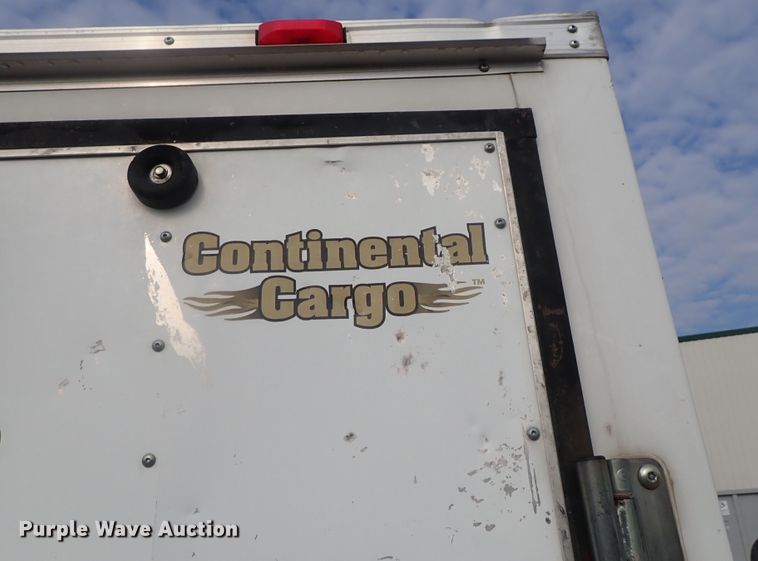 Continental
Cargo™
Purple Wave Auction